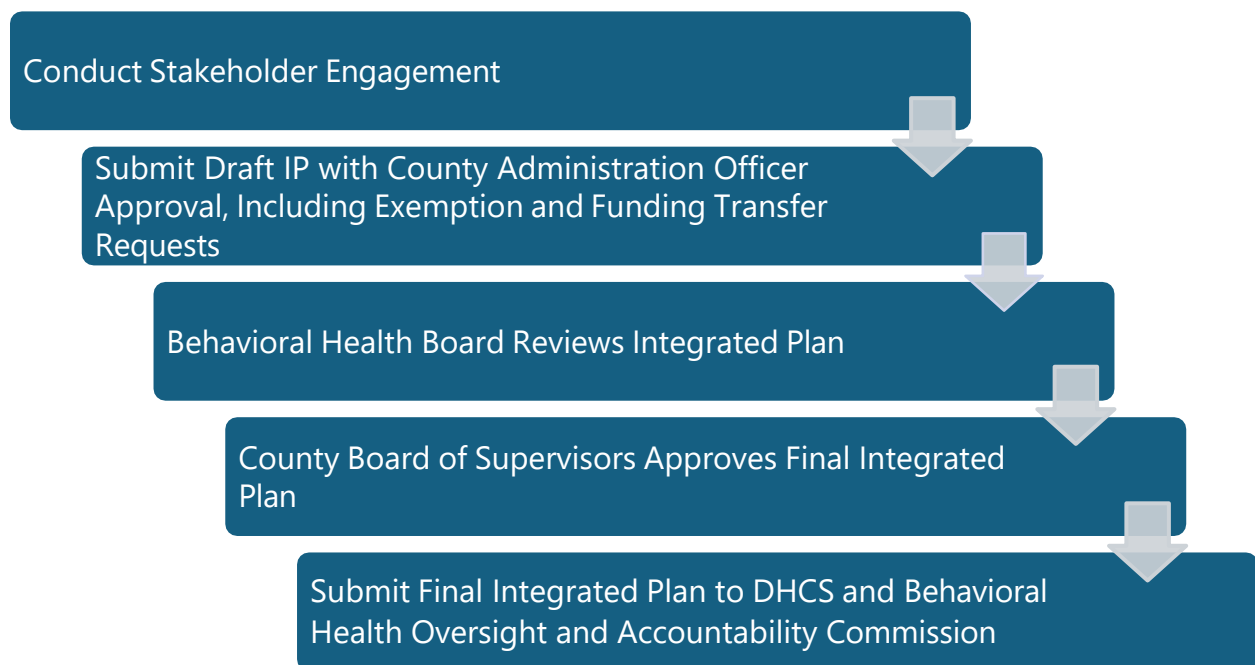 Conduct Stakeholder Engagement
Submit Draft IP with County Administration Officer
Approval, Including Exemption and Funding Transfer
Requests
Behavioral Health Board Reviews Integrated Plan
County Board of Supervisors Approves Final Integrated
Plan
Submit Final Integrated Plan to DHCS and Behavioral
Health Oversight and Accountability Commission